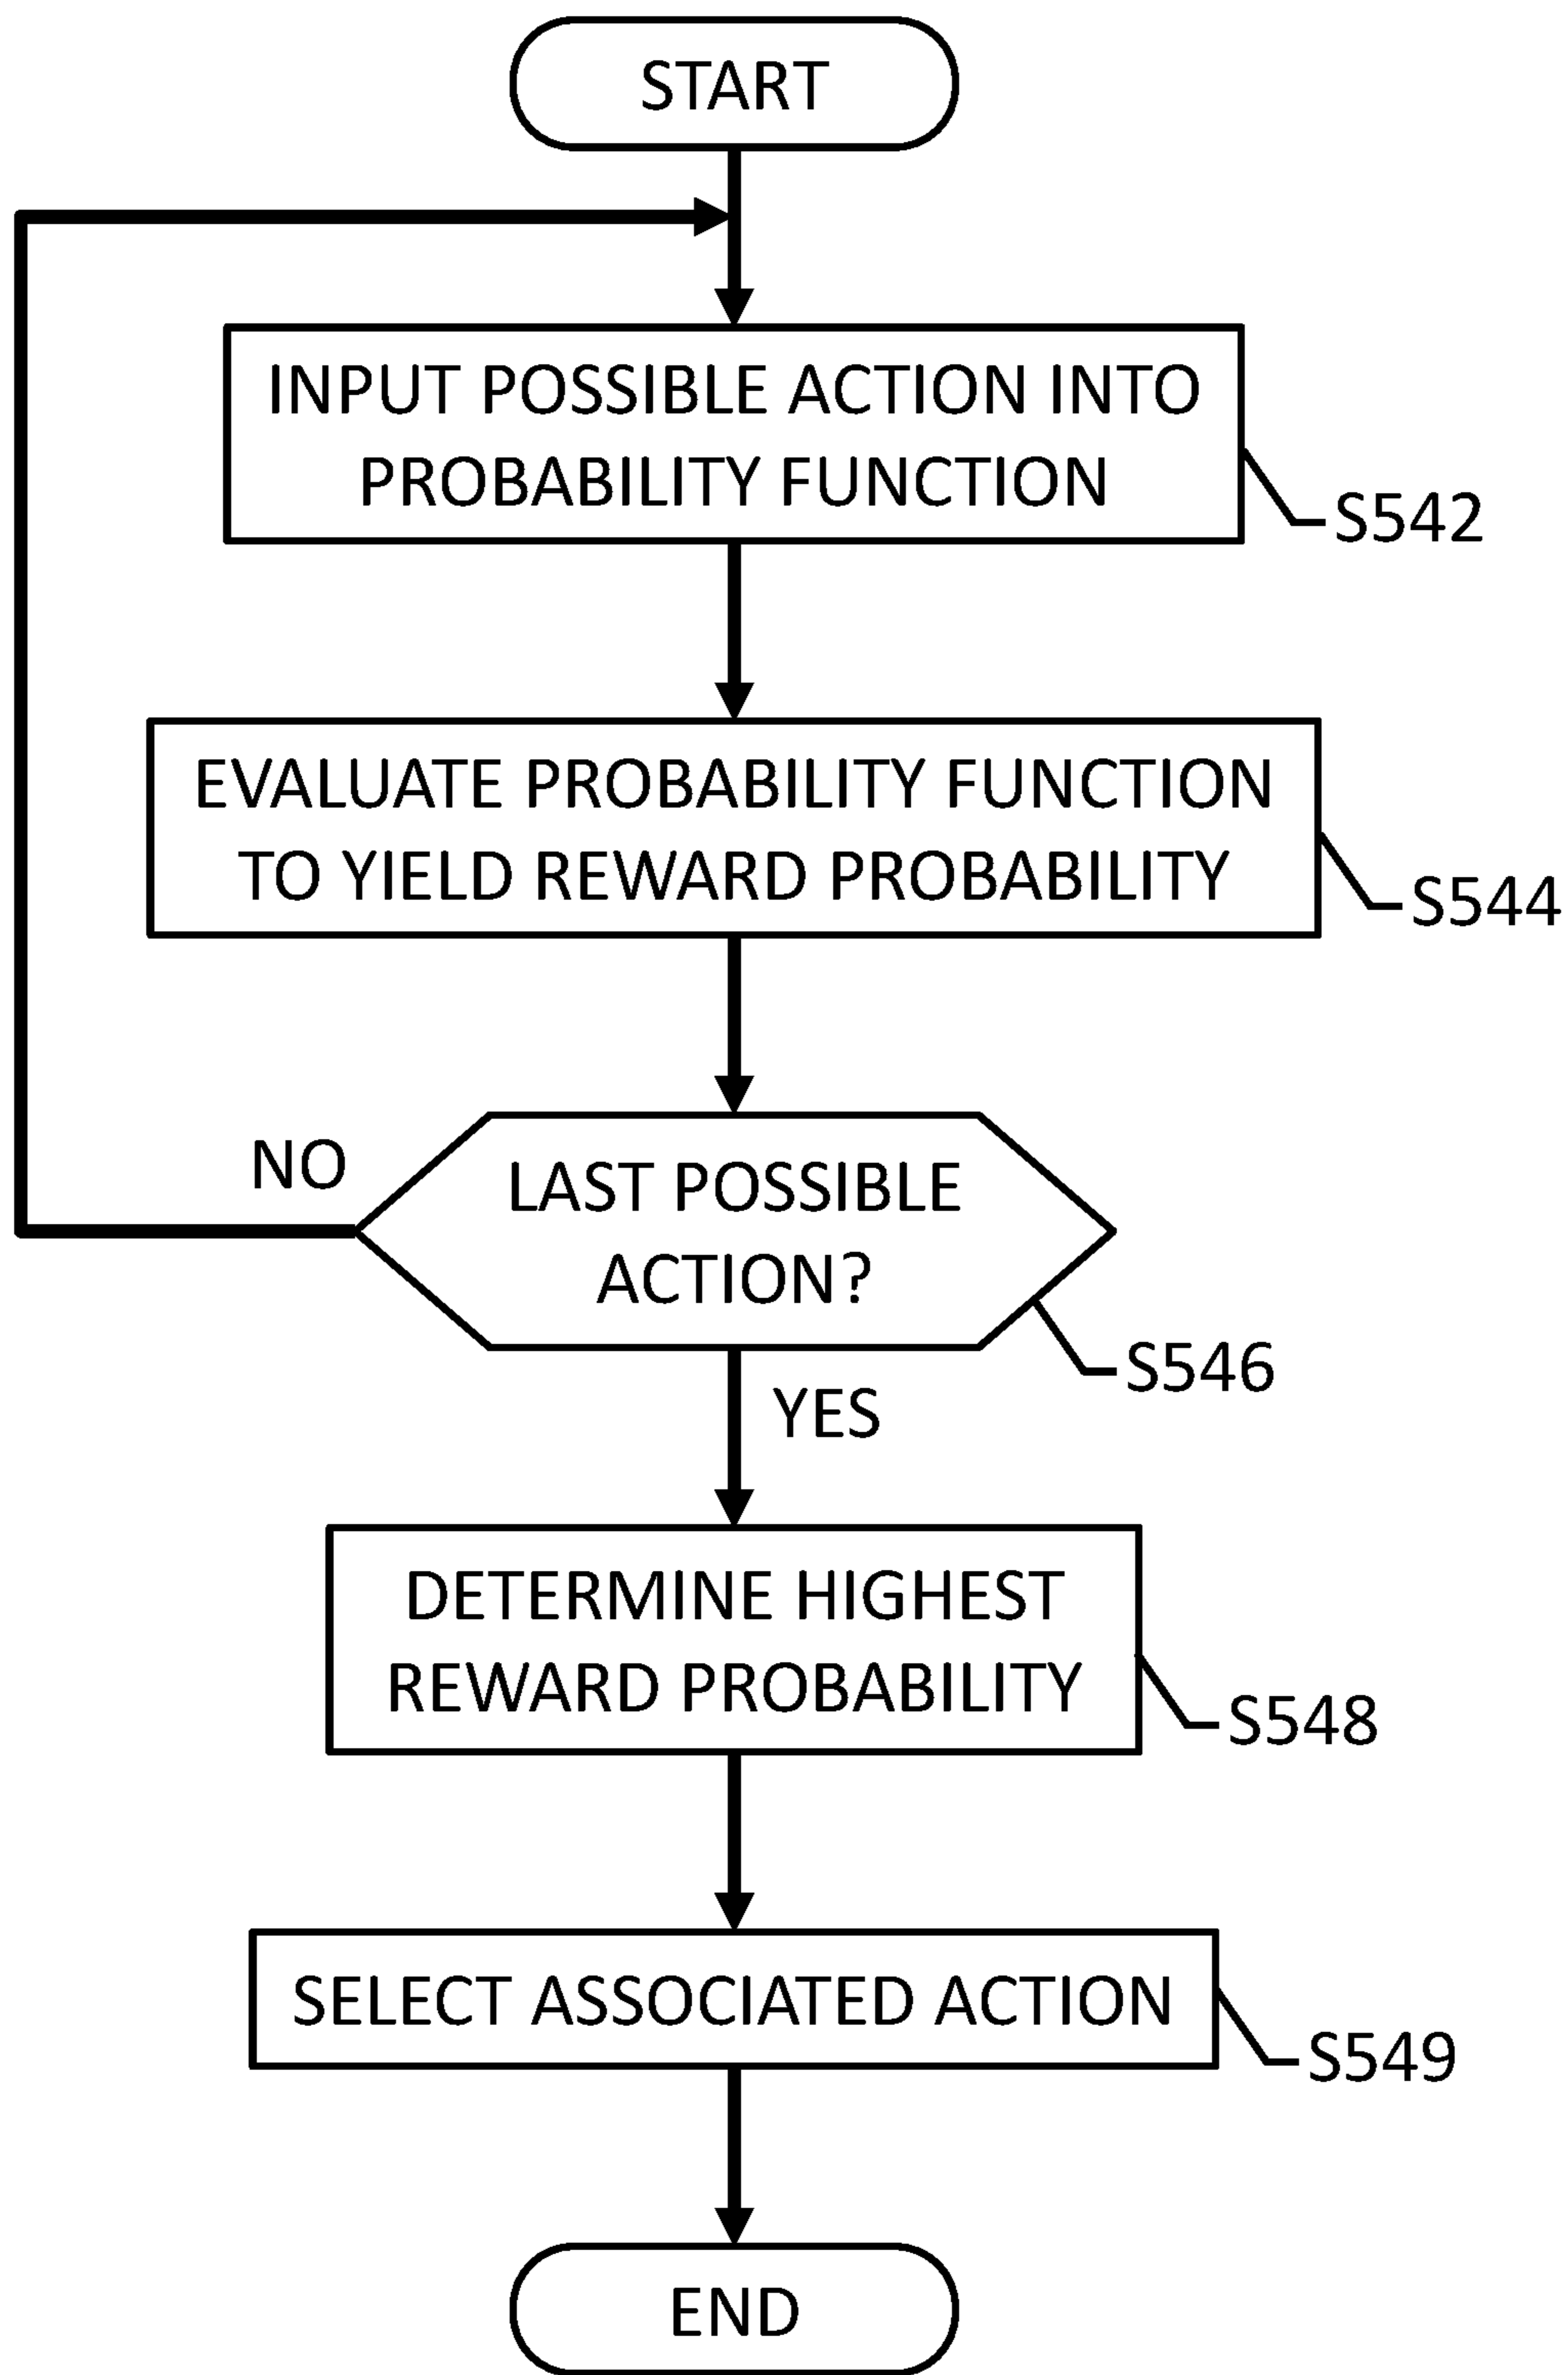 START
INPUT POSSIBLE ACTION INTO
PROBABILITY FUNCTION
S542
EVALUATE PROBABILITY FUNCTION
TO YIELD REWARD PROBABILITY
S544
NO
LAST POSSIBLE
ACTION?
S546
YES
DETERMINE HIGHEST
REWARD PROBABILITY
S548
SELECT ASSOCIATED ACTION
S549
END